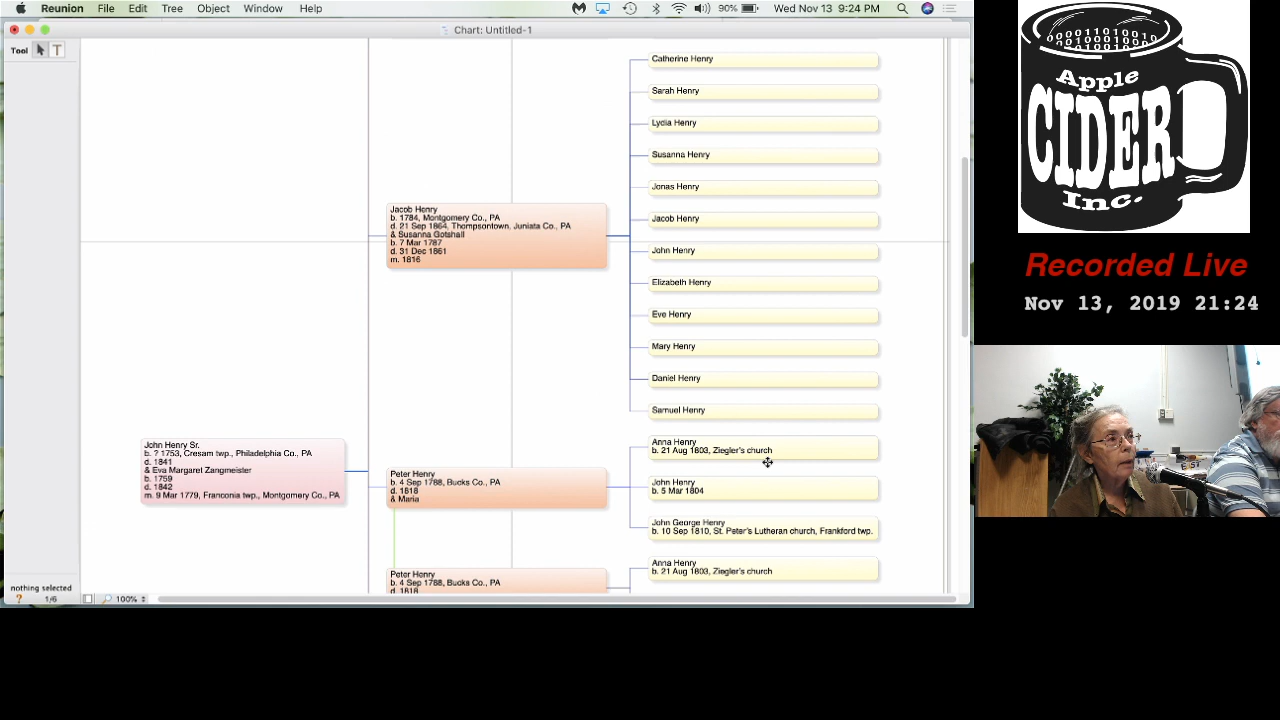 Reunion File Edit Tree Object Window Help 90% Wed Nov 13 9:24 PM
Chart: Untitled-1
Tool T
Catherine Henry
Sarah Henry
Lydia Henry
Susanna Henry
Jonas Henry
Jacob Henry
John Henry
Elizabeth Henry
Eve Henry
Mary Henry
Daniel Henry
Samuel Henry
Jacob Henry
b. 1784, Montgomery Co., PA
d. 21 Sep 1864, Thompsontown, Juniata Co., PA
& Susanna Gotshall
b. 7 Mar 1787
d. 31 Dec 1861
m. 1816
John Henry Sr.
b. ? 1753, Cresam twp., Philadelphia Co., PA
d. 1841
& Eva Margaret Zangmeister
b. 1759
d. 1842
m. 9 Mar 1779, Franconia twp., Montgomery Co., PA
Peter Henry
b. 4 Sep 1788, Bucks Co., PA
d. 1818
& Maria
Anna Henry
b. 21 Aug 1803, Ziegler's church
John Henry
b. 5 Mar 1804
John George Henry
b. 10 Sep 1810, St. Peter's Lutheran church, Frankford twp.
Peter Henry
b. 4 Sep 1788, Bucks Co., PA
d. 1818
Anna Henry
b. 21 Aug 1803, Ziegler's church
nothing selected
? 1/6 100%
000011010010
Apple
CIDER
Inc.
Recorded Live
Nov 13, 2019 21:24